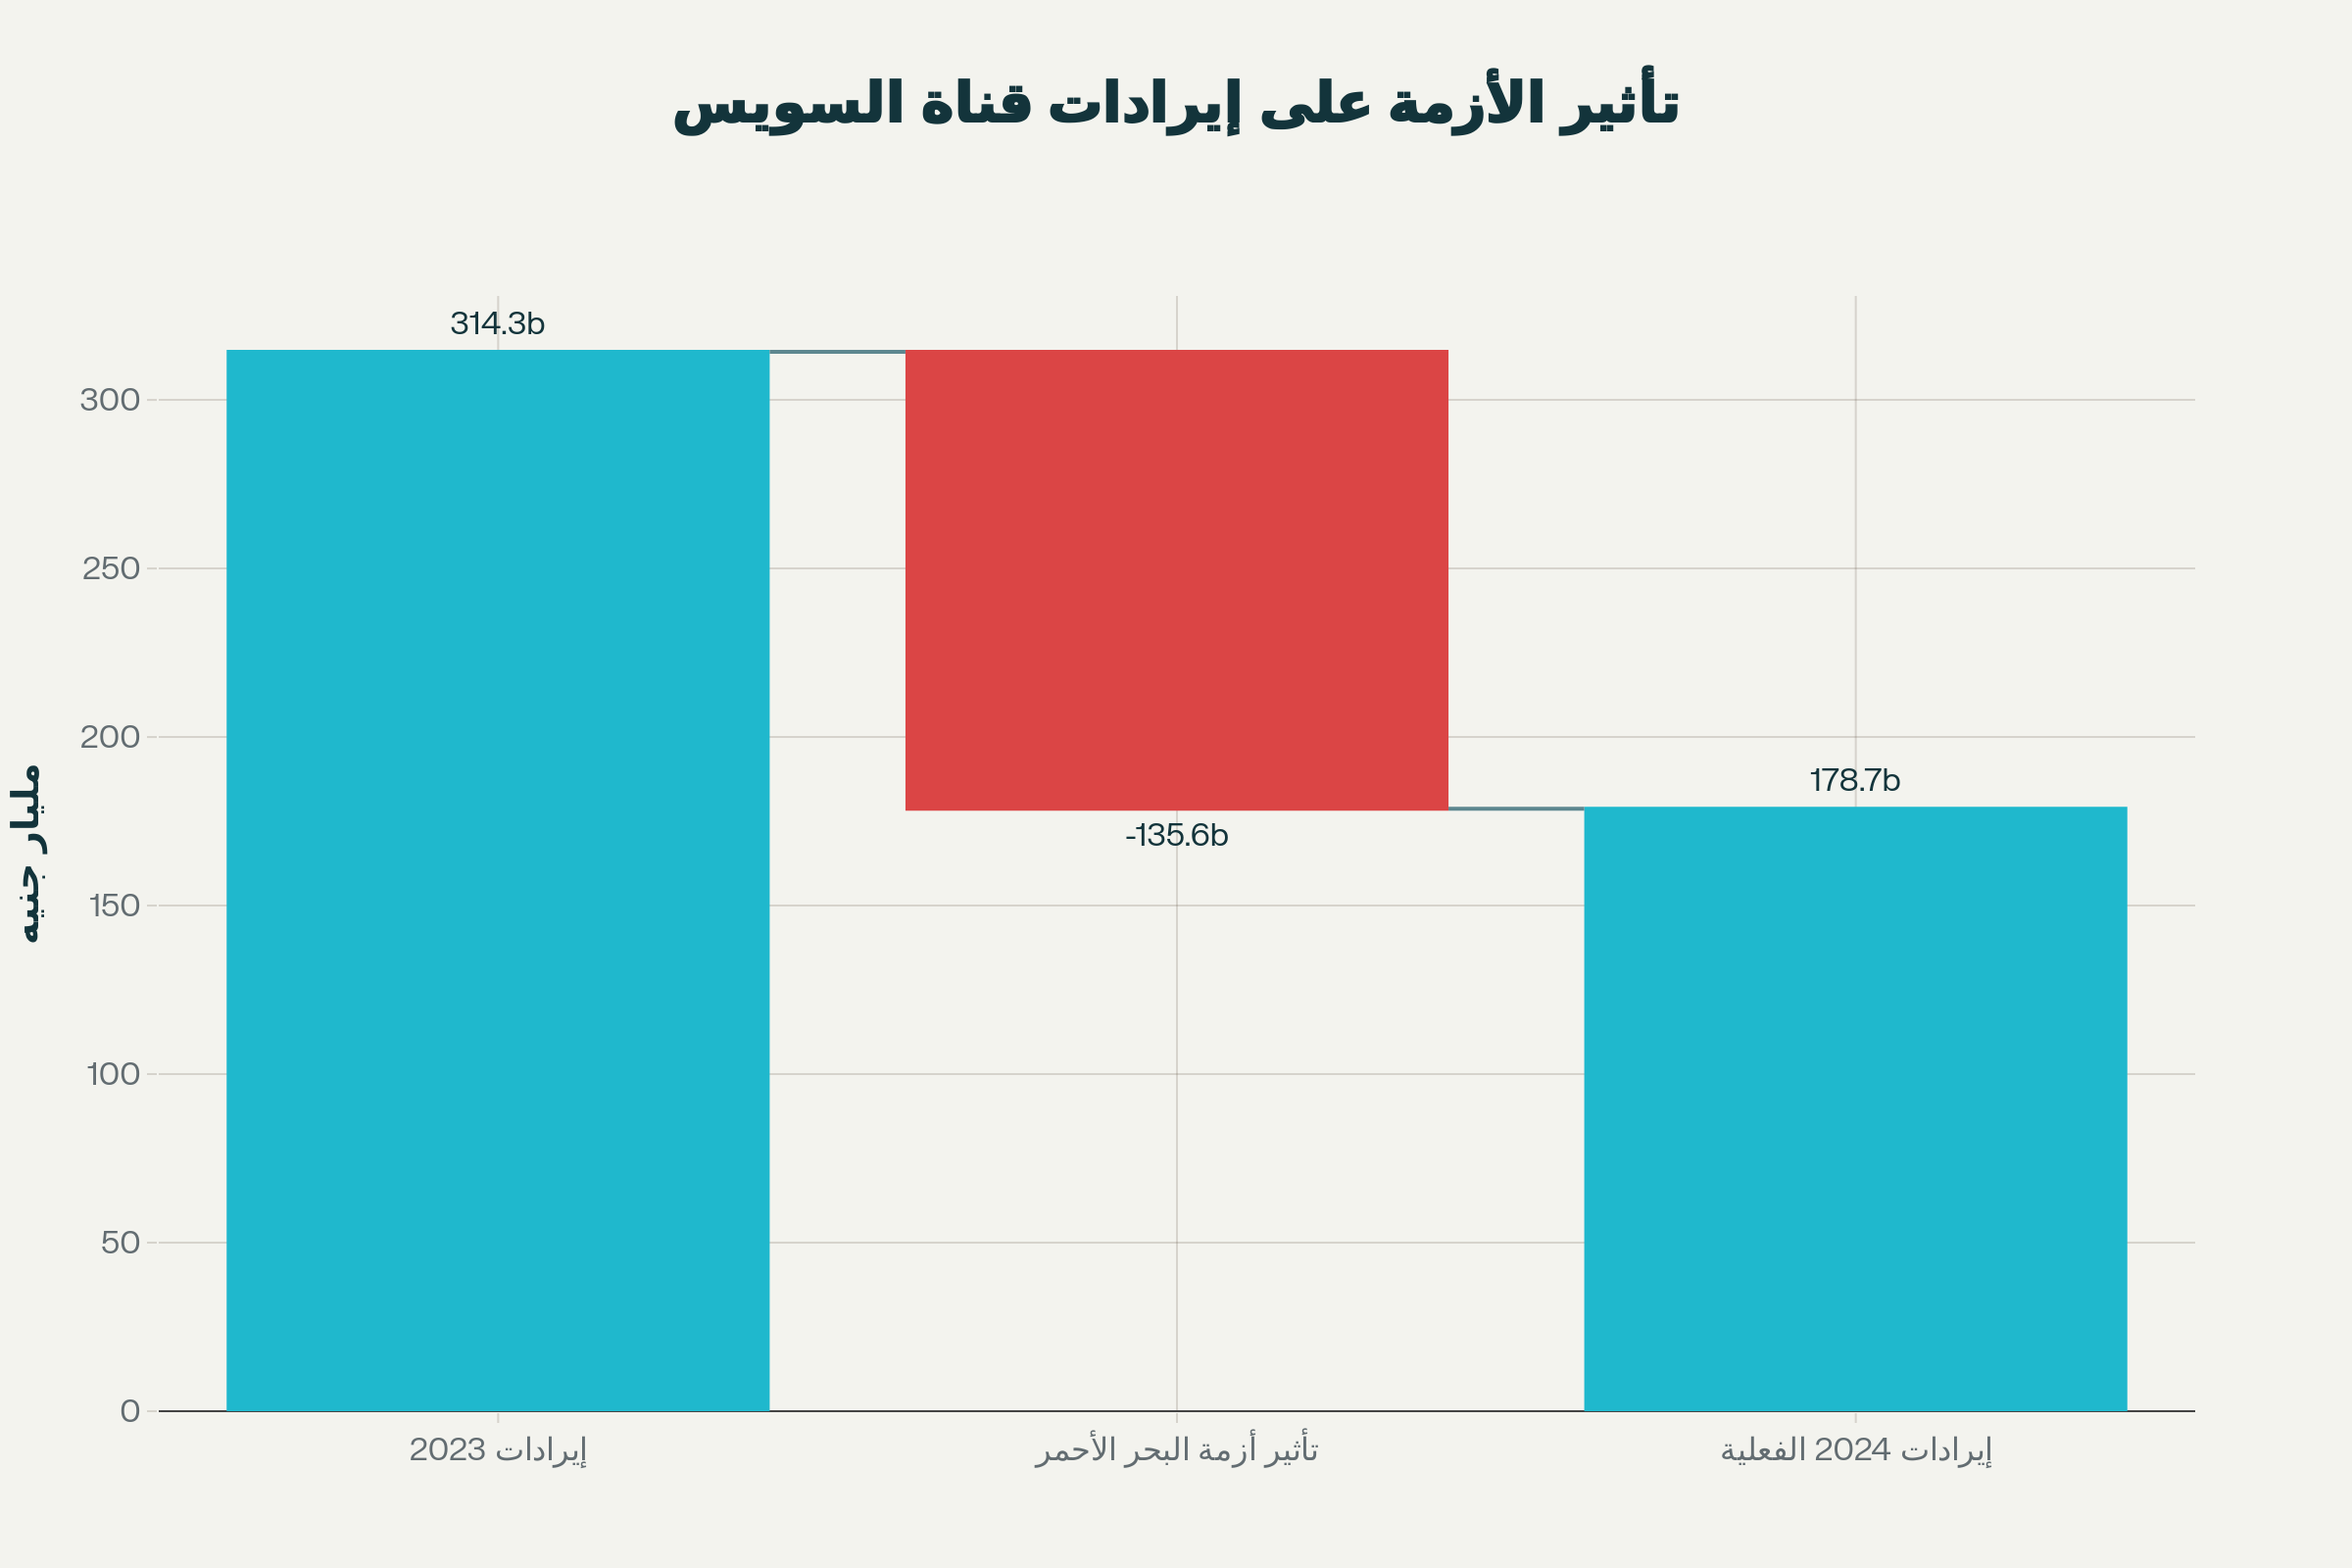 تأثير الأزمة على إيرادات قناة السويس
مليار جنيه
314.3b
-135.6b
178.7b
300
250
200
150
100
50
0
إيرادات 2023
تأثير أزمة البحر الأحمر
إيرادات 2024 الفعلية